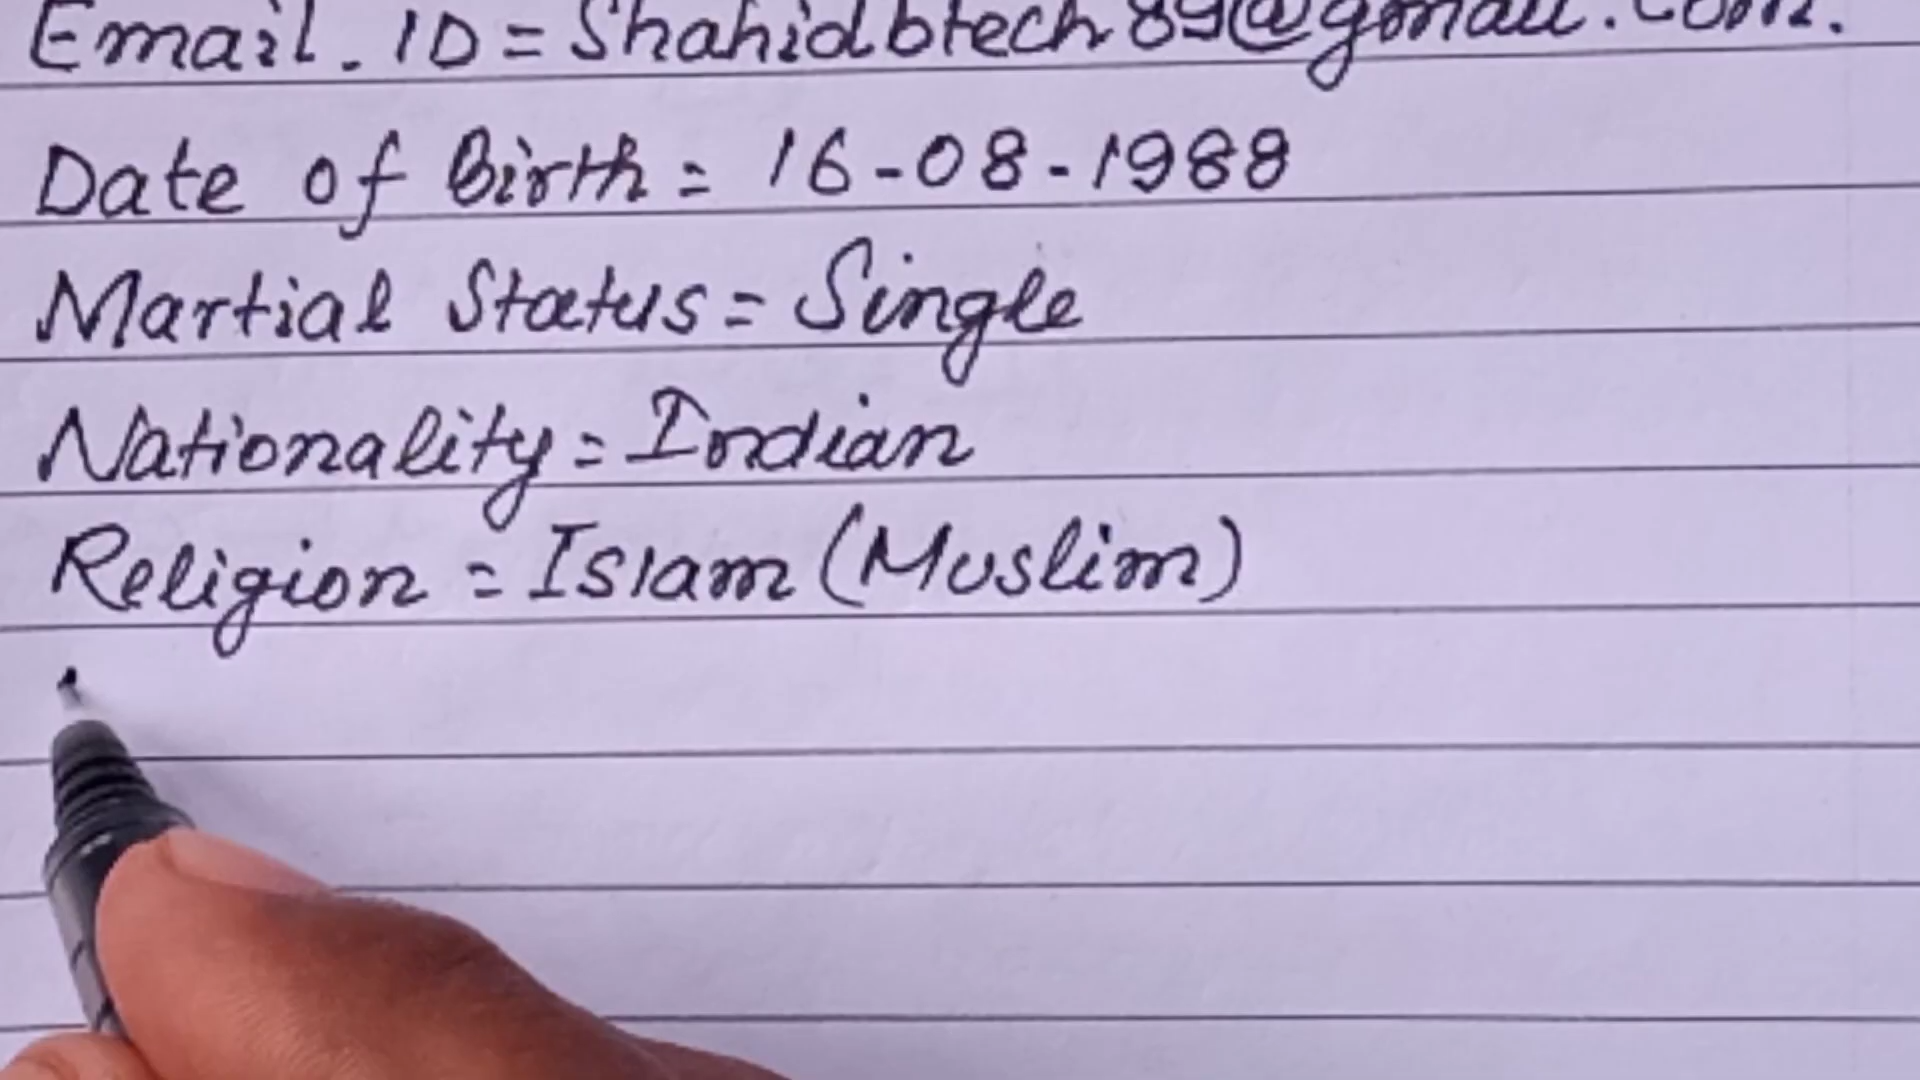 Email. ID = Shahidbtech89@gmail.com.
Date of Birth = 16-08-1988
Martial Status = Single
Nationality = Indian
Religion = Islam (Muslim)